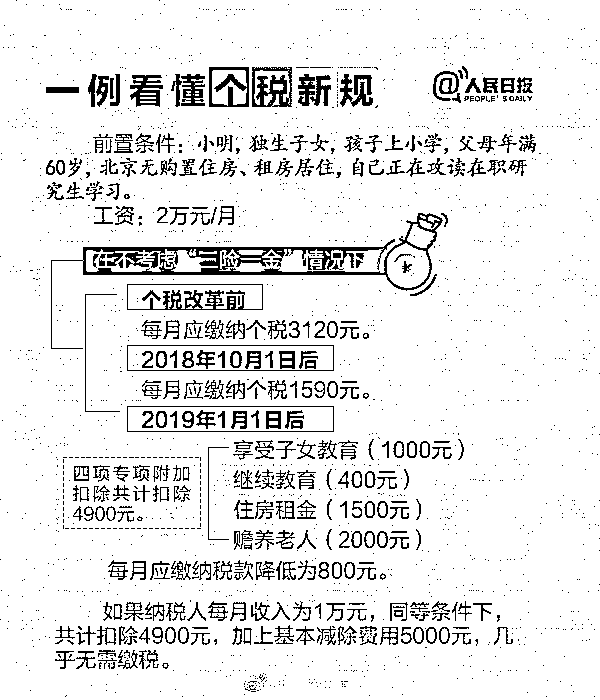 一例看懂个税新规
@人民日报
PEOPLE'S DAILY
前置条件：小明，独生子女，孩子上小学，父母年满
60岁，北京无购置住房、租房居住，自己正在攻读在职研
究生学习。
工资：2万元/月
在不考虑“三险一金”情况下
个税改革前
每月应缴纳个税3120元。
2018年10月1日后
每月应缴纳个税1590元。
2019年1月1日后
四项专项附加
扣除共计扣除
4900元。
享受子女教育（1000元）
继续教育（400元）
住房租金（1500元）
赡养老人（2000元）
每月应缴纳税款降低为800元。
如果纳税人每月收入为1万元，同等条件下，
共计扣除4900元，加上基本减除费用5000元，几
乎无需缴税。